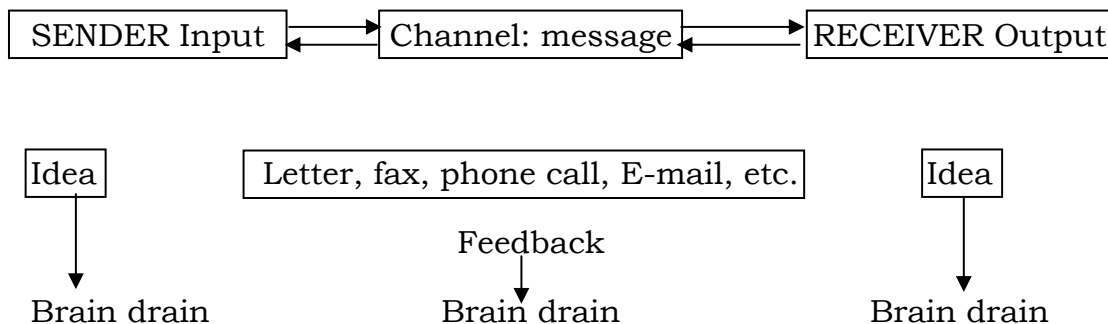 SENDER Input Channel: message RECEIVER Output
Idea Letter, fax, phone call, E-mail, etc. Idea
Feedback
Brain drain Brain drain Brain drain